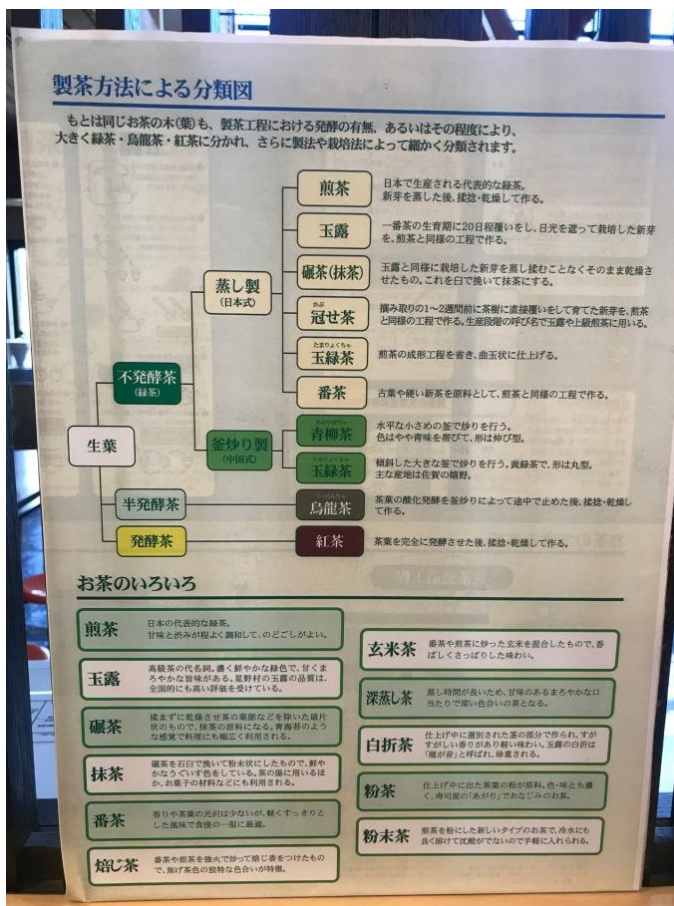 製茶方法による分類図
もとは同じお茶の木(葉)も、製茶工程における発酵の有無、あるいはその程度により、
大きく緑茶・烏龍茶・紅茶に分かれ、さらに製法や栽培法によって細かく分類されます。
生葉
不発酵茶
(緑茶)
蒸し製
(日本式)
煎茶
日本で生産される代表的な緑茶。
新芽を蒸した後、揉捻・乾燥して作る。
玉露
一番茶の生育期に20日程覆いをし、日光を遮って栽培した新芽
を、煎茶と同様の工程で作る。
碾茶(抹茶)
玉露と同様に栽培した新芽を蒸し揉むことなくそのまま乾燥さ
せたもの。これを臼で挽いて抹茶にする。
かぶ
冠せ茶
摘み取りの1〜2週間前に茶樹に直接覆いをして育てた新芽を、煎茶
と同様の工程で作る。生産段階の呼び名で玉露や上級煎茶に用いる。
たまりょくちゃ
玉緑茶
煎茶の成形工程を省き、曲玉状に仕上げる。
番茶
古葉や硬い新芽を原料として、煎茶と同様の工程で作る。
釜炒り製
(中国式)
青柳茶
水平な小さめの釜で炒りを行う。
色はやや青味を帯びて、形は伸び型。
玉緑茶
傾斜した大きな釜で炒りを行う。黄緑茶で、形は丸型。
主な産地は佐賀の嬉野。
半発酵茶
烏龍茶
茶葉の酸化発酵を釜炒りによって途中で止めた後、揉捻・乾燥し
て作る。
発酵茶
紅茶
茶葉を完全に発酵させた後、揉捻・乾燥して作る。
お茶のいろいろ
煎茶
日本の代表的な緑茶。
甘味と渋みが程よく調和して、のどごしがよい。
玉露
高級茶の代名詞。濃く鮮やかな緑色で、甘くま
ろやかな旨味がある。星野村の玉露の品質は、
全国的にも高い評価を受けている。
碾茶
揉まずに乾燥させ茶の葉脈などを除いた破片
状のもので、抹茶の原料になる。青海苔のよう
な感覚で料理にも幅広く利用される。
抹茶
碾茶を石臼で挽いて粉末状にしたもので、鮮や
かなうぐいす色をしている。茶の湯に用いるほ
か、お菓子の材料などにも利用される。
番茶
香りや茶葉の光沢は少ないが、軽くすっきりと
した風味で食後の一服に最適。
焙じ茶
番茶や煎茶を強火で炒って焙じ香をつけたもの
で、焦げ茶色の独特な色合いが特徴。
玄米茶
番茶や煎茶に炒った玄米を混合したもので、香
ばしくさっぱりした味わい。
深蒸し茶
蒸し時間が長いため、甘味のあるまろやかな口
当たりで深い色合いの茶となる。
白折茶
仕上げ中に選別された茎の部分で作られ、すが
すがしい香りがあり軽い味わい。玉露の白折は
「雁が音」と呼ばれ、珍重される。
粉茶
仕上げ中に出た茶葉の粉が原料。色・味とも濃
く、寿司屋の「あがり」でおなじみのお茶。
粉末茶
煎茶を粉にした新しいタイプのお茶で、冷水にも
良く溶けて沈殿がでないので手軽に入れられる。